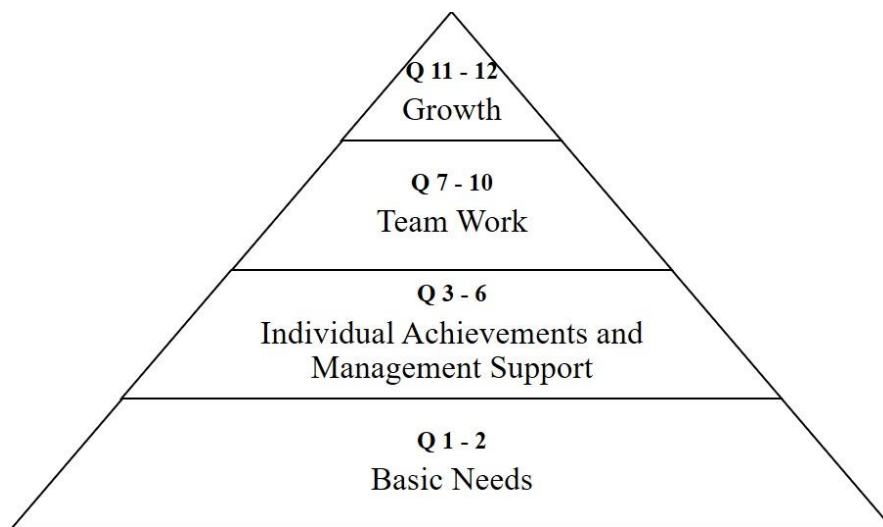 Q 11 - 12
Growth
Q 7 - 10
Team Work
Q 3 - 6
Individual Achievements and
Management Support
Q 1 - 2
Basic Needs